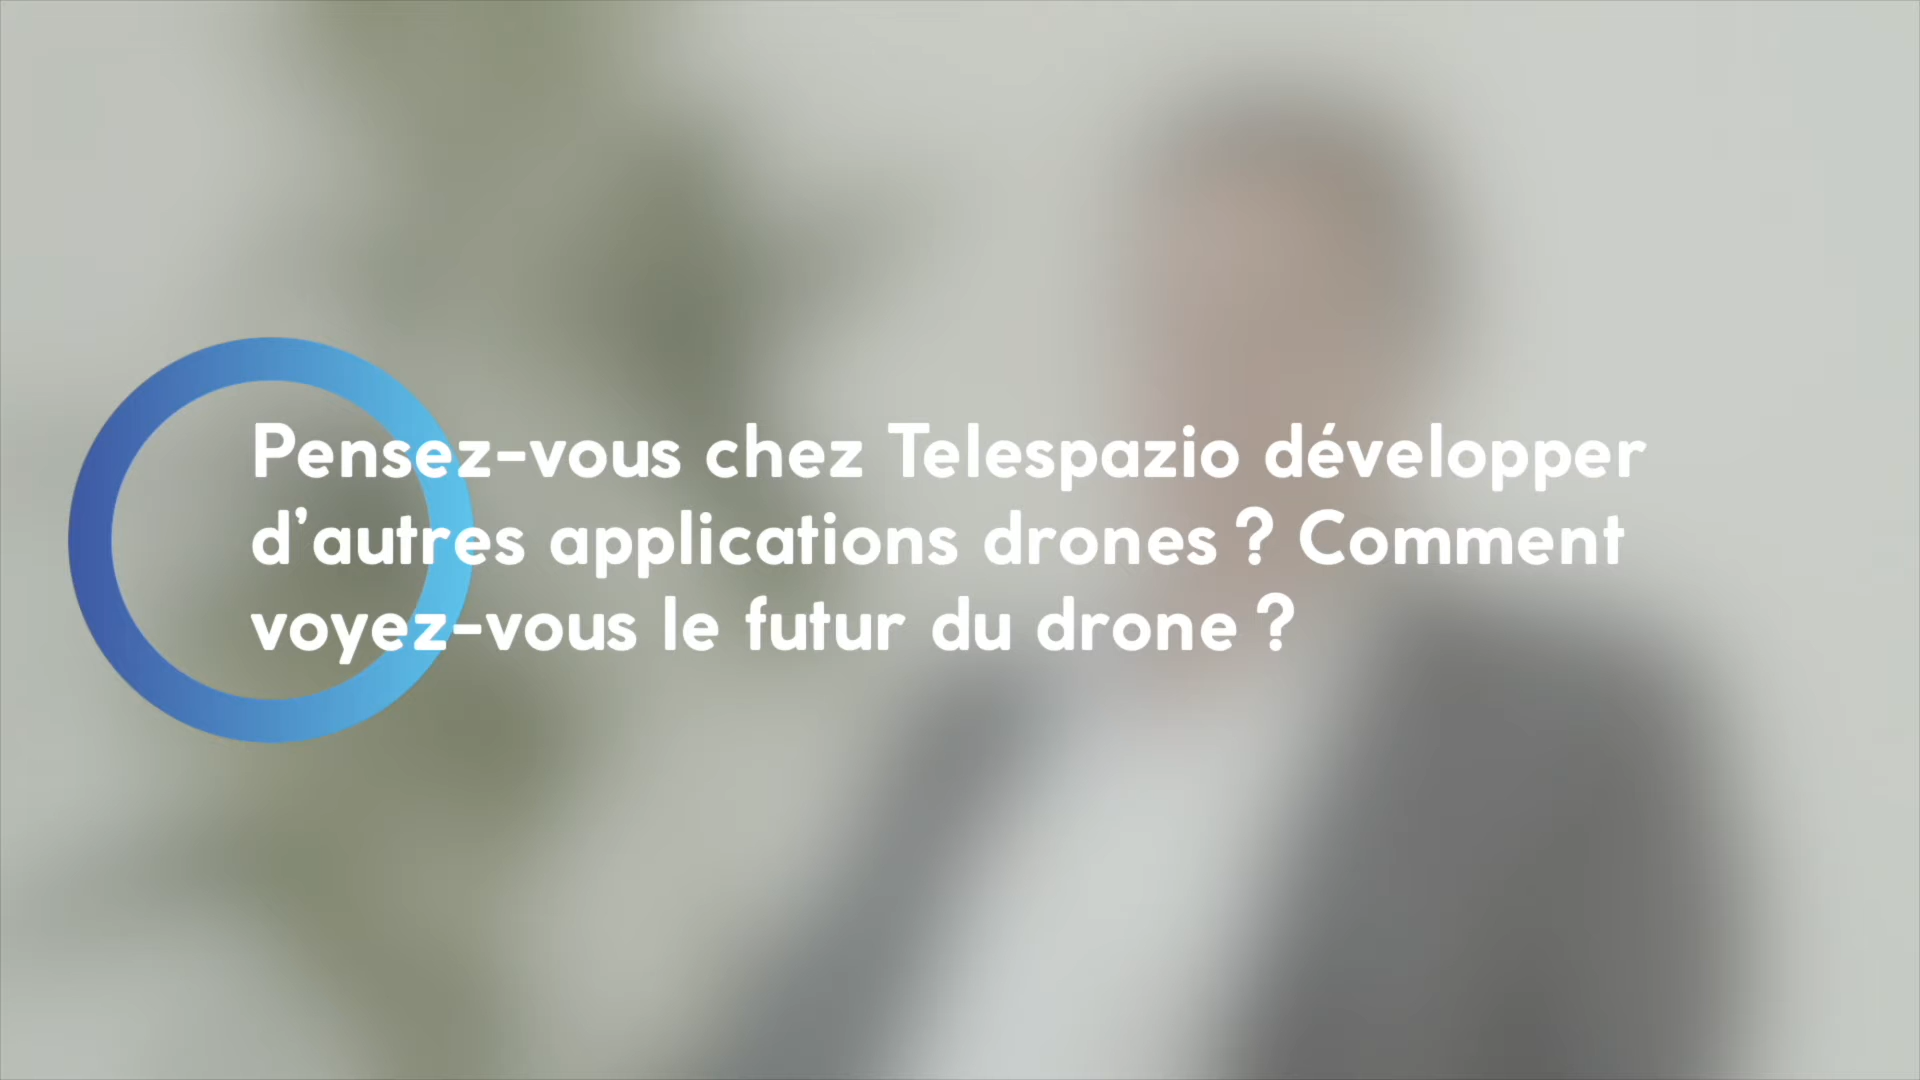 Pensez-vous chez Telespazio développer
d’autres applications drones ? Comment
voyez-vous le futur du drone ?